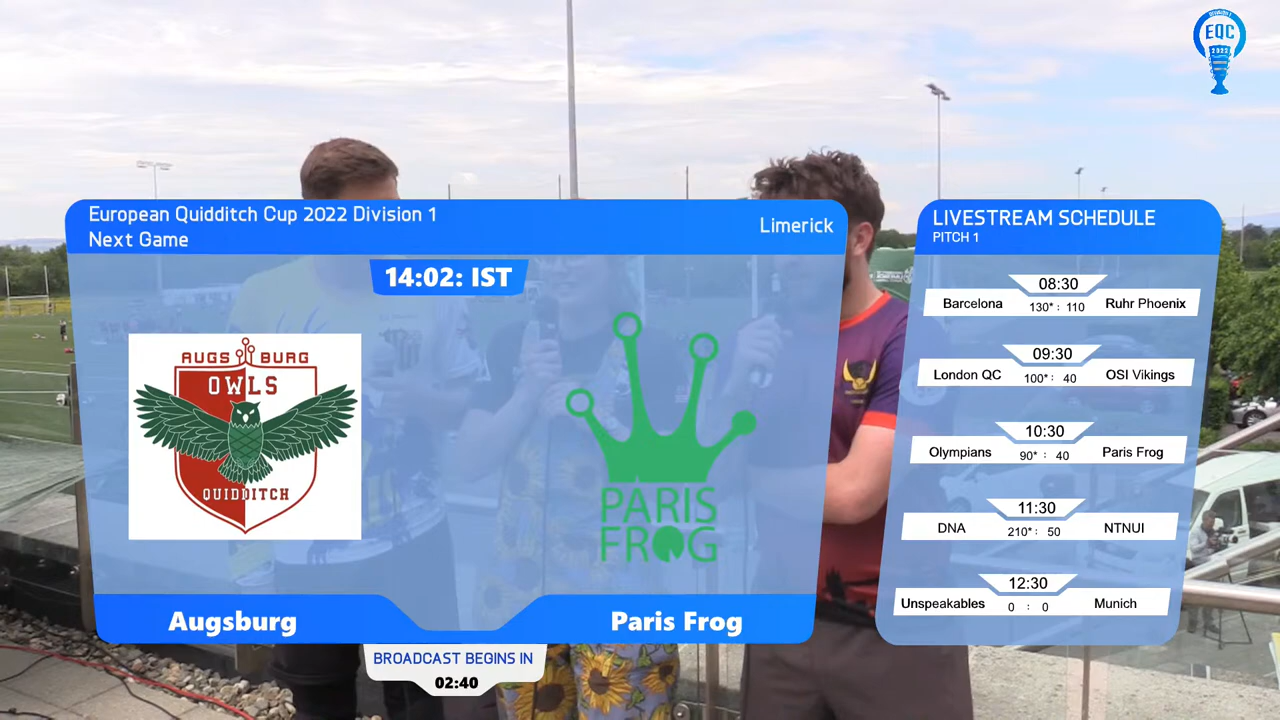 DIVISION 1
EQC
2022
European Quidditch Cup 2022 Division 1
Next Game
Limerick
14:02: IST
AUGSBURG
OWLS
QUIDDITCH
PARIS
FROG
Augsburg
Paris Frog
BROADCAST BEGINS IN
02:40
LIVESTREAM SCHEDULE
PITCH 1
08:30
Barcelona 130* : 110 Ruhr Phoenix
09:30
London QC 100* : 40 OSI Vikings
10:30
Olympians 90* : 40 Paris Frog
11:30
DNA 210* : 50 NTNUI
12:30
Unspeakables 0 : 0 Munich